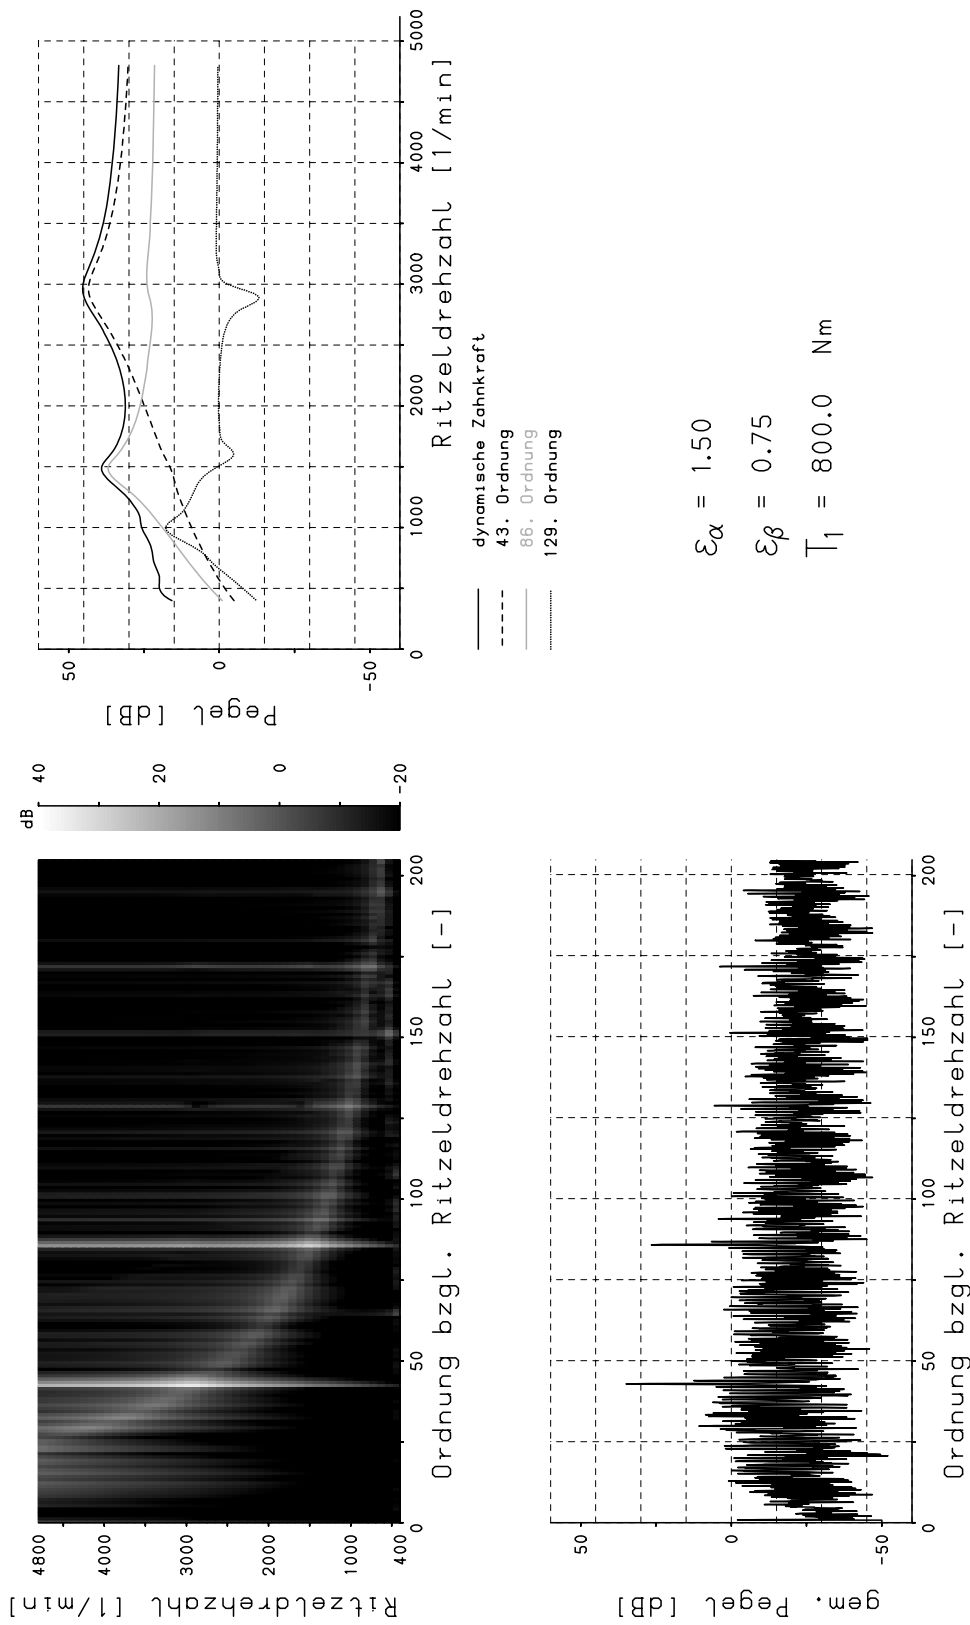 4800
4000
3000
2000
1000
400
Ritzeldrehzahl [1/min]
0
50
100
150
200
Ordnung bzgl. Ritzeldrehzahl [-]
dB
40
20
0
-20
50
0
-50
Pegel [dB]
0
1000
2000
3000
4000
5000
Ritzeldrehzahl [1/min]
dynamische Zahnkraft
43. Ordnung
86. Ordnung
129. Ordnung
50
0
-50
gem. Pegel [dB]
0
50
100
150
200
Ordnung bzgl. Ritzeldrehzahl [-]
εα = 1.50
εβ = 0.75
T1 = 800.0 Nm